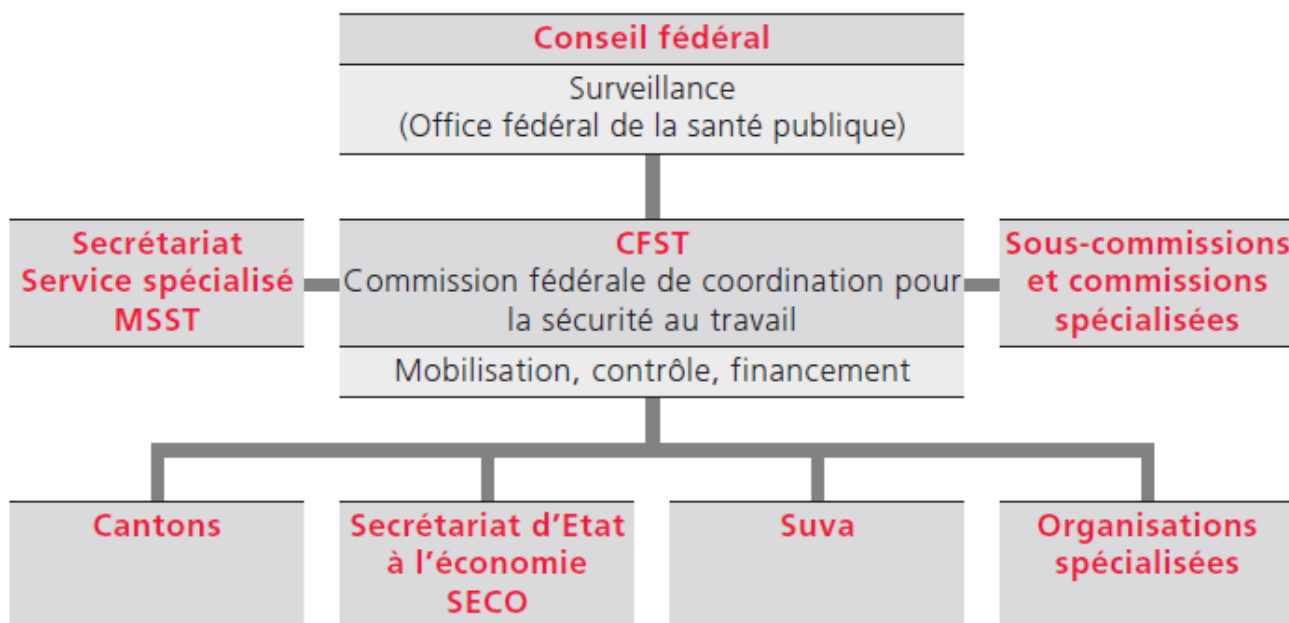 Conseil fédéral
Surveillance
(Office fédéral de la santé publique)
Secrétariat
Service spécialisé
MSST
CFST
Commission fédérale de coordination pour
la sécurité au travail
Mobilisation, contrôle, financement
Sous-commissions
et commissions
spécialisées
Cantons
Secrétariat d’Etat
à l’économie
SECO
Suva
Organisations
spécialisées